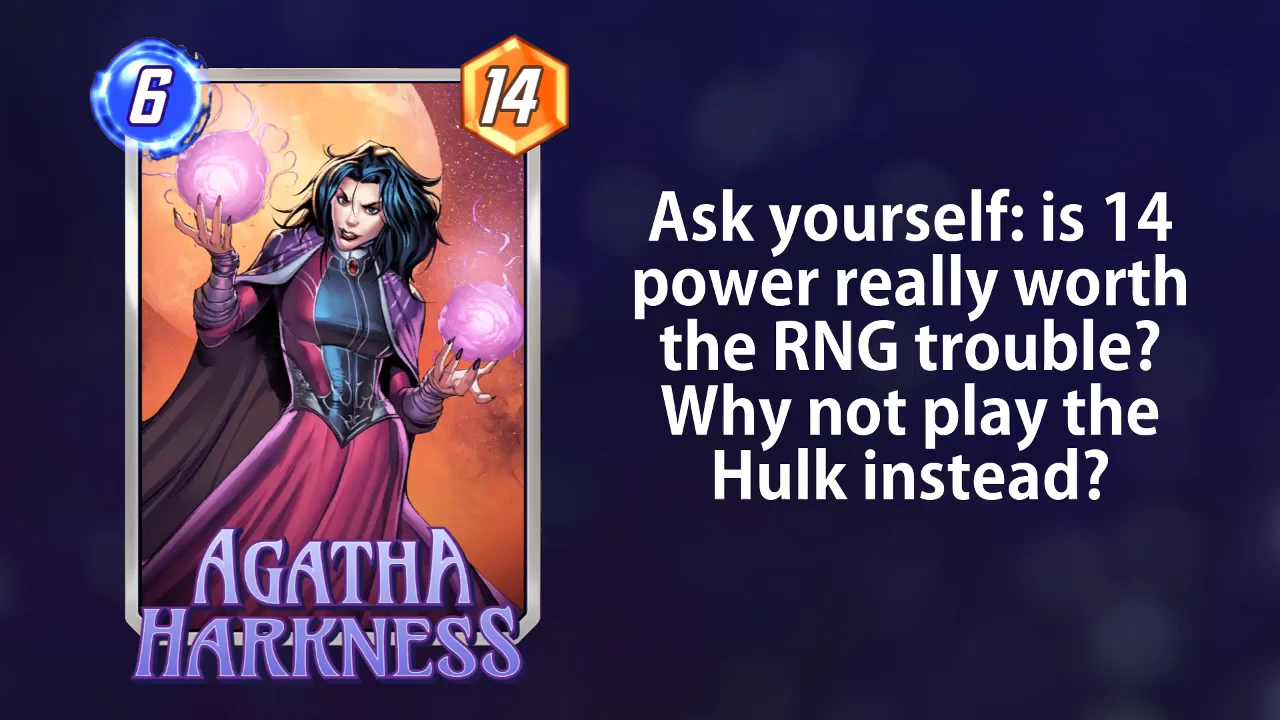 6
14
AGATHA
HARKNESS
Ask yourself: is 14
power really worth
the RNG trouble?
Why not play the
Hulk instead?